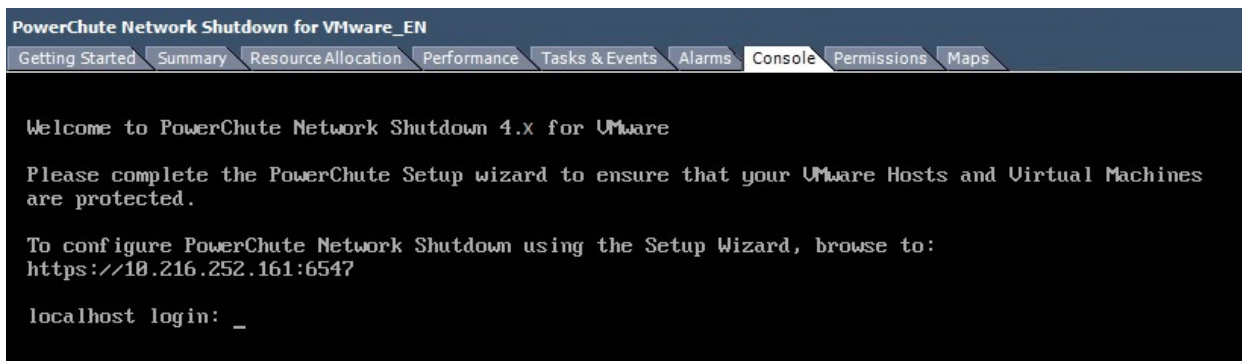 PowerChute Network Shutdown for VMware_EN
Getting Started Summary Resource Allocation Performance Tasks & Events Alarms Console Permissions Maps
Welcome to PowerChute Network Shutdown 4.x for VMware
Please complete the PowerChute Setup wizard to ensure that your VMware Hosts and Virtual Machines
are protected.
To configure PowerChute Network Shutdown using the Setup Wizard, browse to:
https://10.216.252.161:6547
localhost login: _